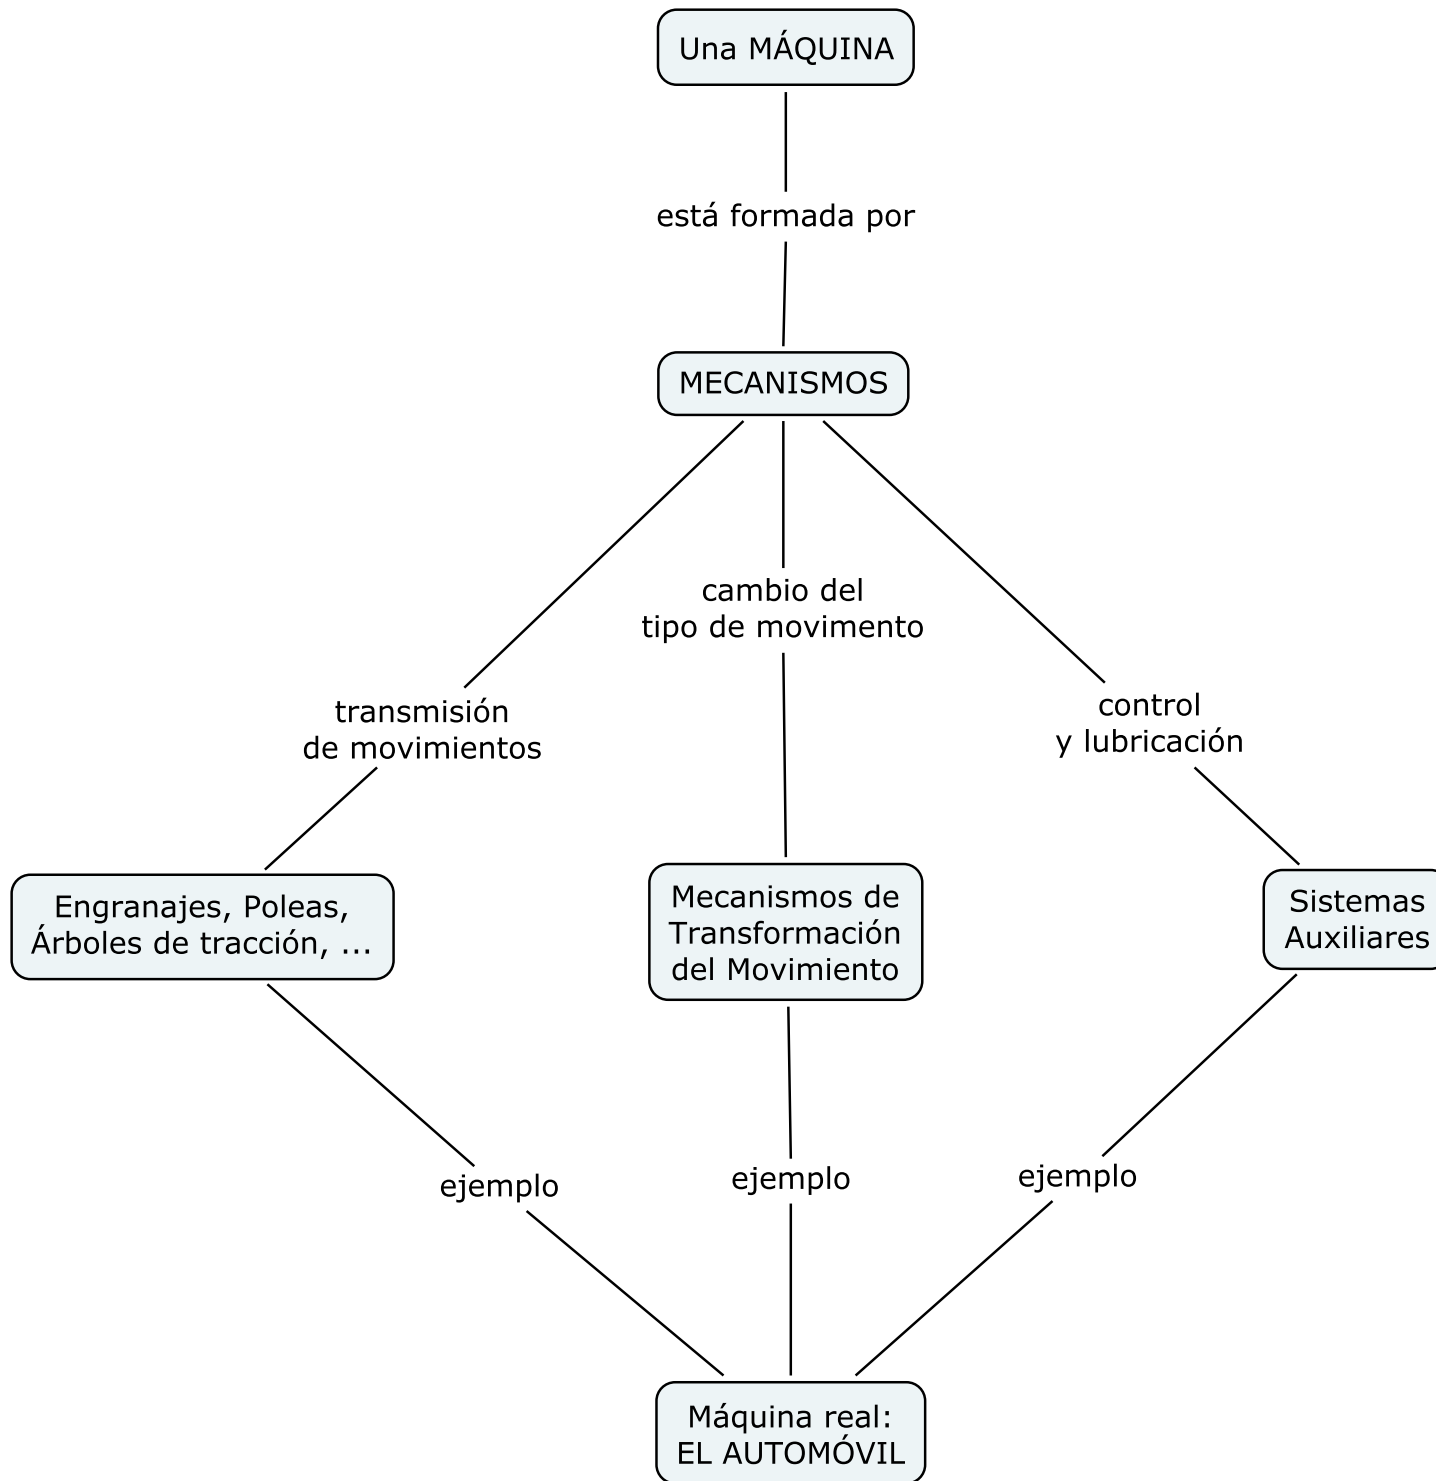 Una MÁQUINA
está formada por
MECANISMOS
cambio del
tipo de movimento
transmisión
de movimientos
control
y lubricación
Engranajes, Poleas,
Árboles de tracción, ...
Mecanismos de
Transformación
del Movimiento
Sistemas
Auxiliares
ejemplo
ejemplo
ejemplo
Máquina real:
EL AUTOMÓVIL